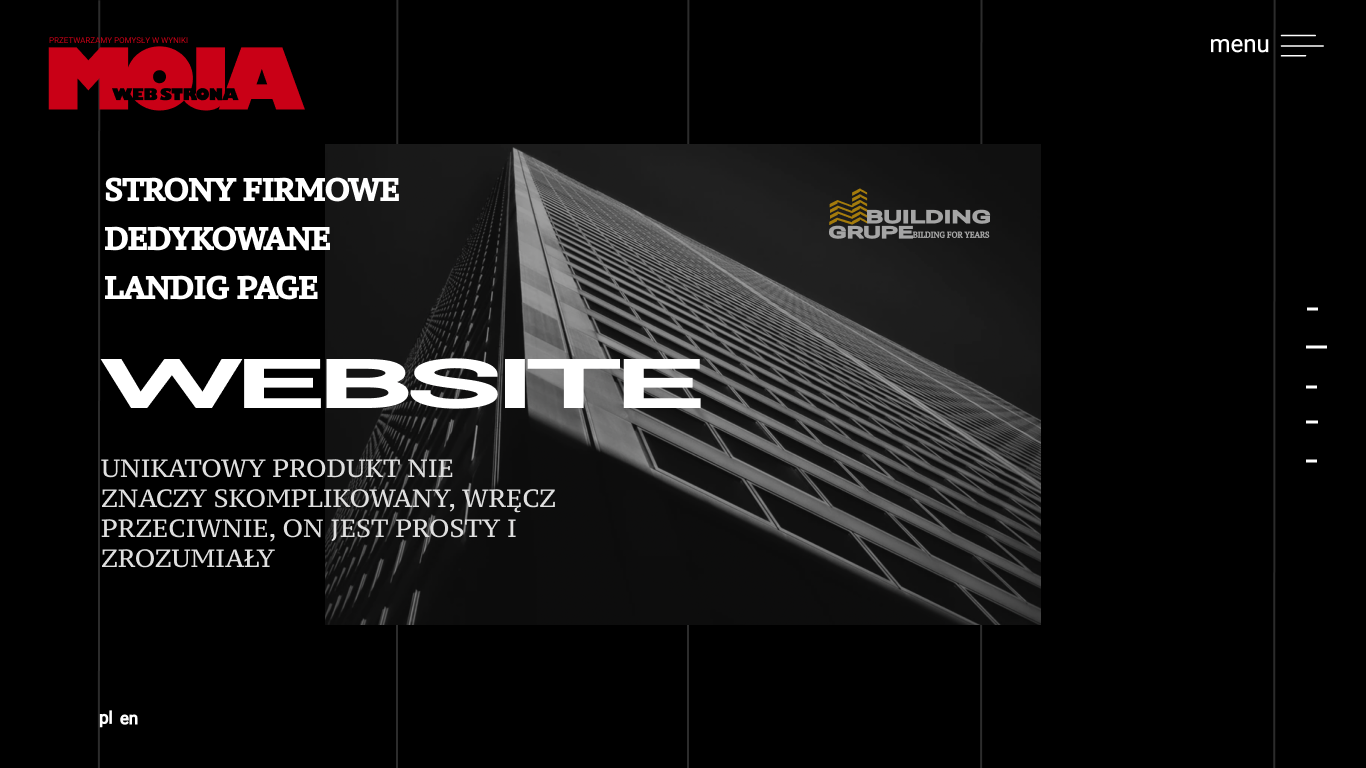 PRZETWARZAMY POMYSŁY W WYNIKI
MOJA
WEB STRONA
menu
STRONY FIRMOWE
DEDYKOWANE
LANDIG PAGE
BUILDING
GRUPE BILDING FOR YEARS
WEBSITE
UNIKATOWY PRODUKT NIE
ZNACZY SKOMPLIKOWANY, WRĘCZ
PRZECIWNIE, ON JEST PROSTY I
ZROZUMIAŁY
pl en